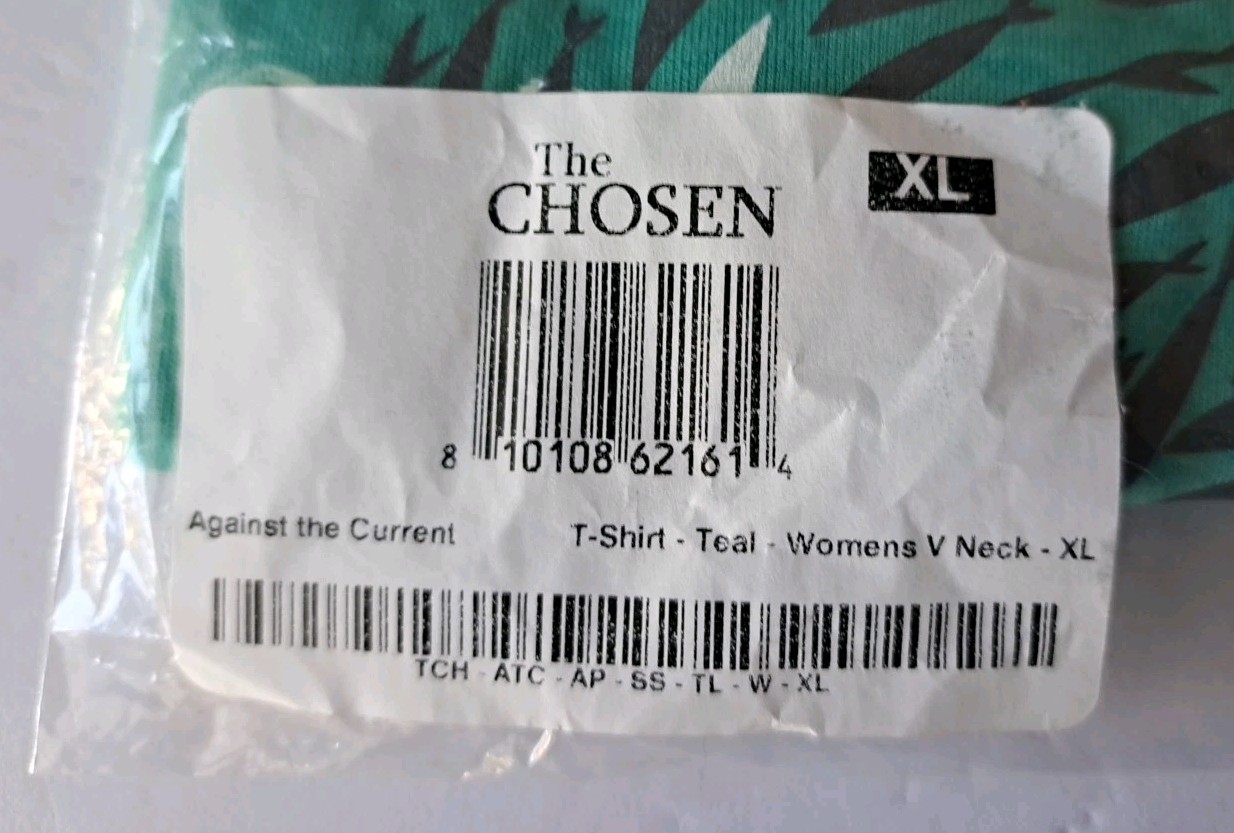 The
CHOSEN™
XL
8 10108 62161 4
Against the Current T-Shirt - Teal - Womens V Neck - XL
TCH - ATC - AP - SS - TL - W - XL